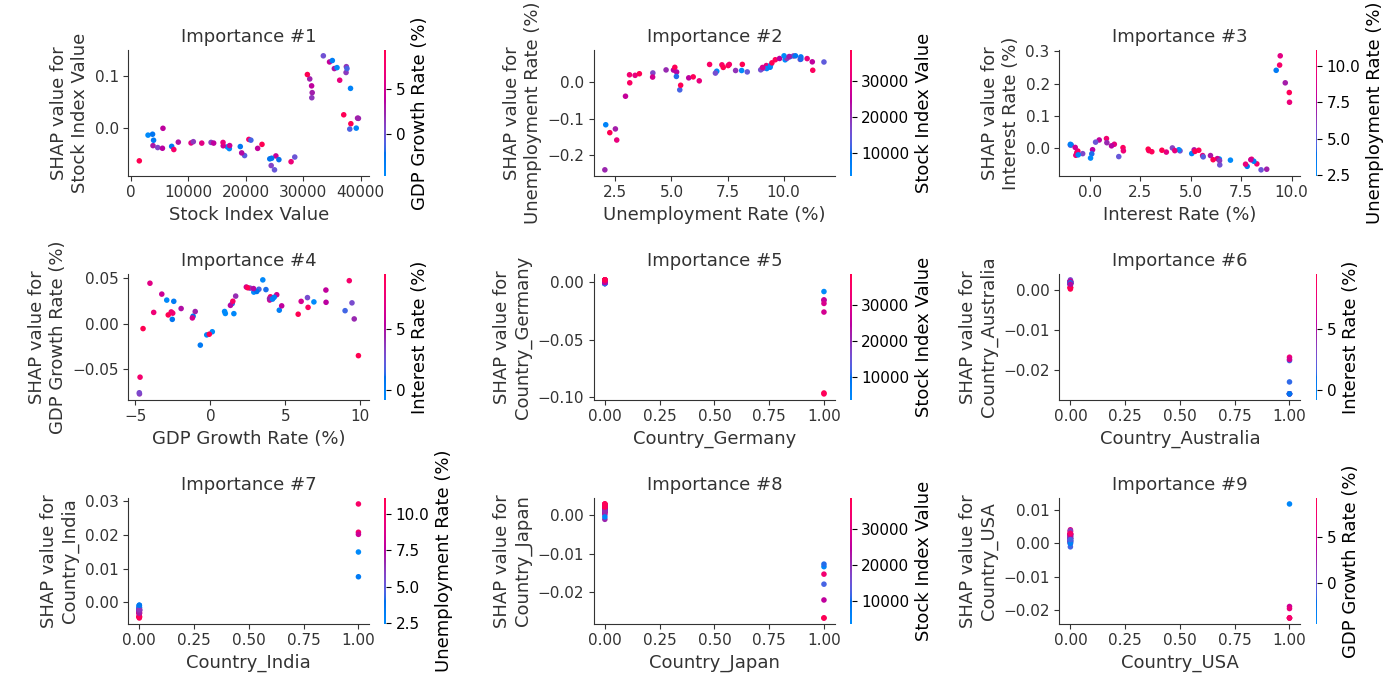 Importance #1
SHAP value for
Stock Index Value
0.1
0.0
0
10000
20000
30000
40000
Stock Index Value
5
0
GDP Growth Rate (%)
Importance #2
SHAP value for
Unemployment Rate (%)
0.0
−0.1
−0.2
2.5
5.0
7.5
10.0
Unemployment Rate (%)
30000
20000
10000
Stock Index Value
Importance #3
SHAP value for
Interest Rate (%)
0.3
0.2
0.1
0.0
0.0
2.5
5.0
7.5
10.0
Interest Rate (%)
10.0
7.5
5.0
2.5
Unemployment Rate (%)
Importance #4
SHAP value for
GDP Growth Rate (%)
0.05
0.00
−0.05
−5
0
5
10
GDP Growth Rate (%)
5
0
Interest Rate (%)
Importance #5
SHAP value for
Country_Germany
0.00
−0.05
−0.10
0.00
0.25
0.50
0.75
1.00
Country_Germany
30000
20000
10000
Stock Index Value
Importance #6
SHAP value for
Country_Australia
0.00
−0.01
−0.02
0.00
0.25
0.50
0.75
1.00
Country_Australia
5
0
Interest Rate (%)
Importance #7
SHAP value for
Country_India
0.03
0.02
0.01
0.00
0.00
0.25
0.50
0.75
1.00
Country_India
10.0
7.5
5.0
2.5
Unemployment Rate (%)
Importance #8
SHAP value for
Country_Japan
0.00
−0.01
−0.02
0.00
0.25
0.50
0.75
1.00
Country_Japan
30000
20000
10000
Stock Index Value
Importance #9
SHAP value for
Country_USA
0.01
0.00
−0.01
−0.02
0.00
0.25
0.50
0.75
1.00
Country_USA
5
0
GDP Growth Rate (%)